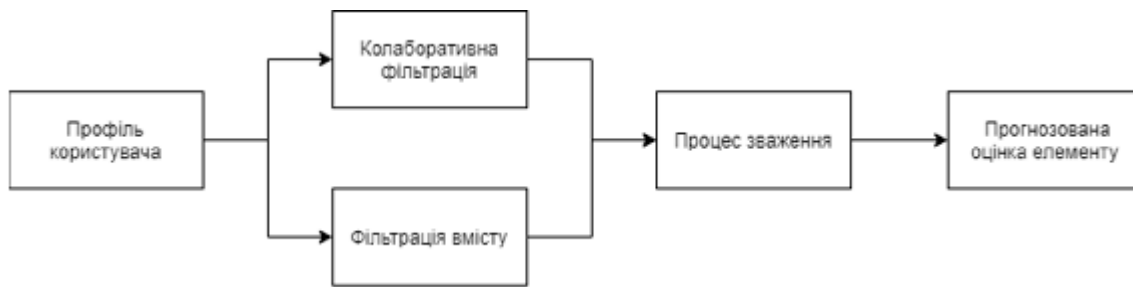 Профіль
користувача
Колаборативна
фільтрація
Фільтрація вмісту
Процес зваження
Прогнозована
оцінка елементу